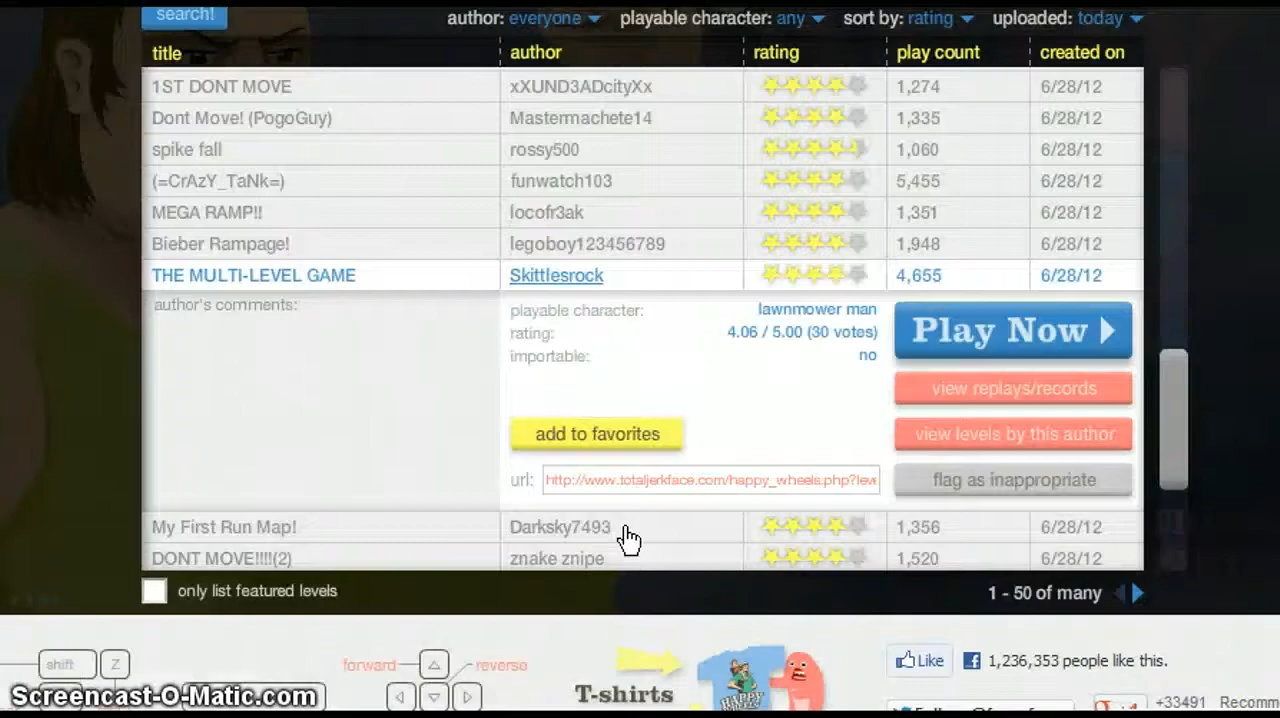 search!
author: everyone playable character: any sort by: rating uploaded: today
title author rating play count created on
1ST DONT MOVE xXUND3ADcityXx 1,274 6/28/12
Dont Move! (PogoGuy) Mastermachete14 1,335 6/28/12
spike fall rossy500 1,060 6/28/12
(=CrAzY_TaNk=) funwatch103 5,455 6/28/12
MEGA RAMP!! locofr3ak 1,351 6/28/12
Bieber Rampage! legoboy123456789 1,948 6/28/12
THE MULTI-LEVEL GAME Skittlesrock 4,655 6/28/12
author's comments:
playable character: lawnmower man
rating: 4.06 / 5.00 (30 votes)
importable: no
Play Now
view replays/records
add to favorites
view levels by this author
url: http://www.totaljerkface.com/happy_wheels.php?leve
flag as inappropriate
My First Run Map! Darksky7493 1,356 6/28/12
DONT MOVE!!!!(2) znake znipe 1,520 6/28/12
only list featured levels
1 - 50 of many
shift Z
forward reverse
T-shirts
HAPPY
Like 1,236,353 people like this.
+33491 Recomm
Screencast-O-Matic.com